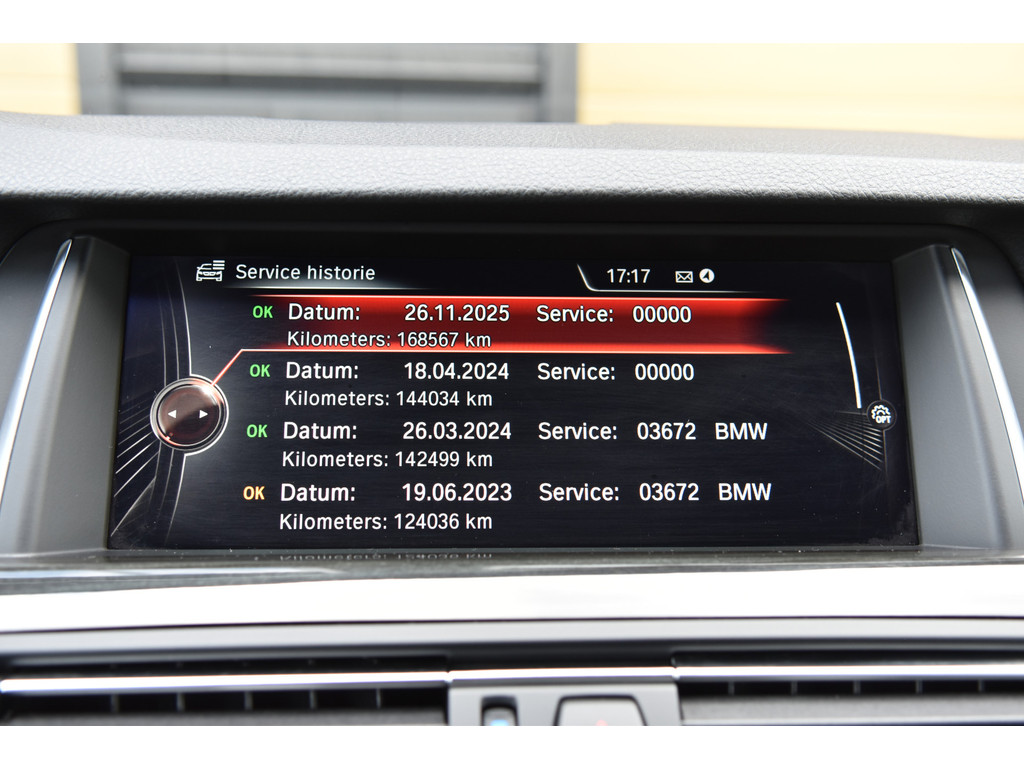 Service historie 17:17
OK Datum: 26.11.2025 Service: 00000
Kilometers: 168567 km
OK Datum: 18.04.2024 Service: 00000
Kilometers: 144034 km
OPT
OK Datum: 26.03.2024 Service: 03672 BMW
Kilometers: 142499 km
OK Datum: 19.06.2023 Service: 03672 BMW
Kilometers: 124036 km